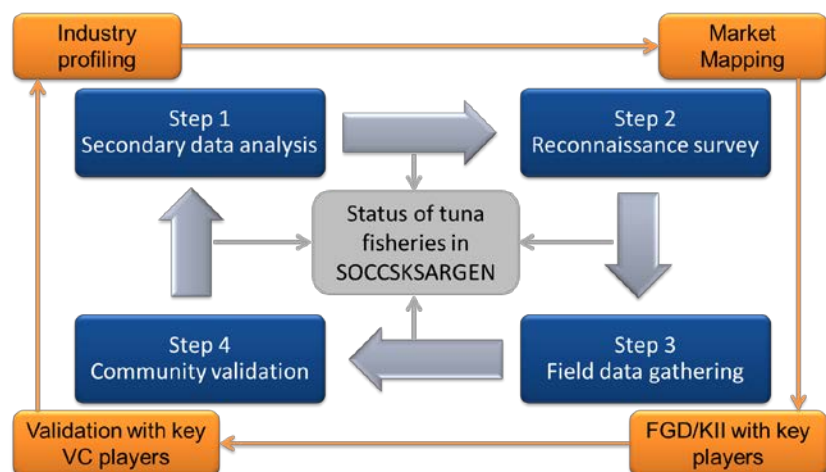 Industry
profiling
Market
Mapping
Step 1
Secondary data analysis
Step 2
Reconnaissance survey
Status of tuna
fisheries in
SOCCSKSARGEN
Step 4
Community validation
Step 3
Field data gathering
Validation with key
VC players
FGD/KII with key
players